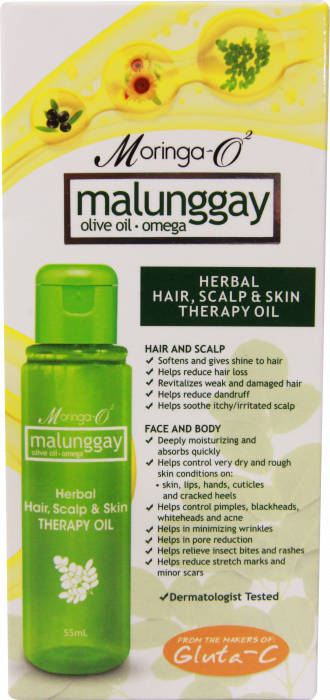 Moringa-O²
malunggay
olive oil • omega
HERBAL
HAIR, SCALP & SKIN
THERAPY OIL
HAIR AND SCALP
✓ Softens and gives shine to hair
✓ Helps reduce hair loss
✓ Revitalizes weak and damaged hair
✓ Helps reduce dandruff
✓ Helps soothe itchy/irritated scalp
FACE AND BODY
✓ Deeply moisturizing and
absorbs quickly
✓ Helps control very dry and rough
skin conditions on:
• skin, lips, hands, cuticles
and cracked heels
✓ Helps control pimples, blackheads,
whiteheads and acne
✓ Helps in minimizing wrinkles
✓ Helps in pore reduction
✓ Helps relieve insect bites and rashes
✓ Helps reduce stretch marks and
minor scars
✓Dermatologist Tested
FROM THE MAKERS OF:
Gluta-C
Moringa-O²
malunggay
olive oil • omega
Herbal
Hair, Scalp & Skin
THERAPY OIL
55mL